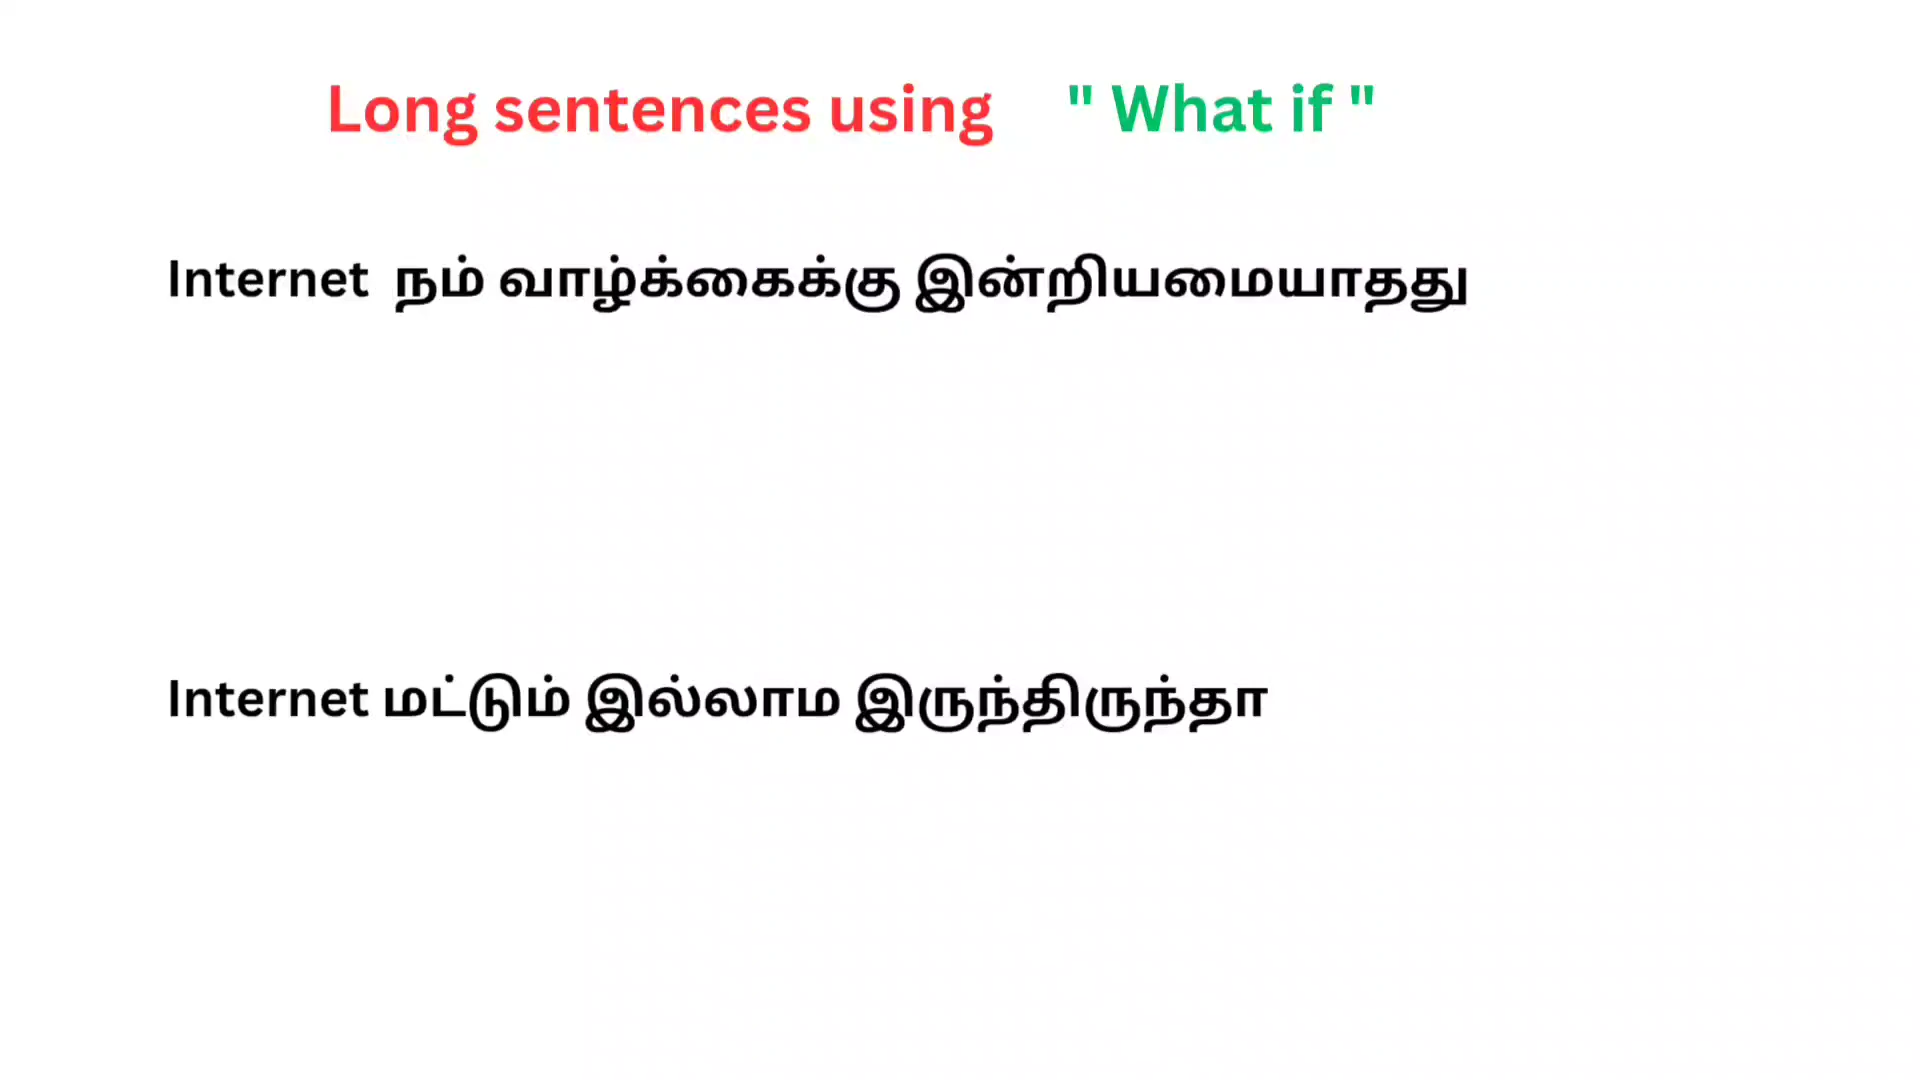 Long sentences using " What if "
Internet நம் வாழ்க்கைக்கு இன்றியமையாதது
Internet மட்டும் இல்லாம இருந்திருந்தா